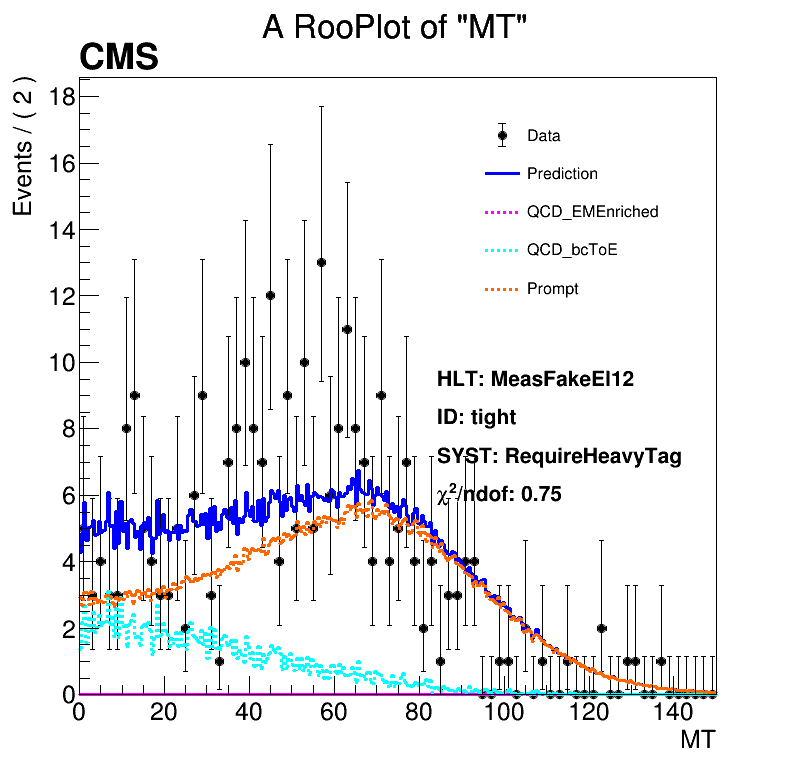 A RooPlot of "MT"
CMS
Events / ( 2 )
18
16
14
12
10
8
6
4
2
0
Data
Prediction
QCD_EMEnriched
QCD_bcToE
Prompt
HLT: MeasFakeEl12
ID: tight
SYST: RequireHeavyTag
χ²/ndof: 0.75
0 20 40 60 80 100 120 140
MT